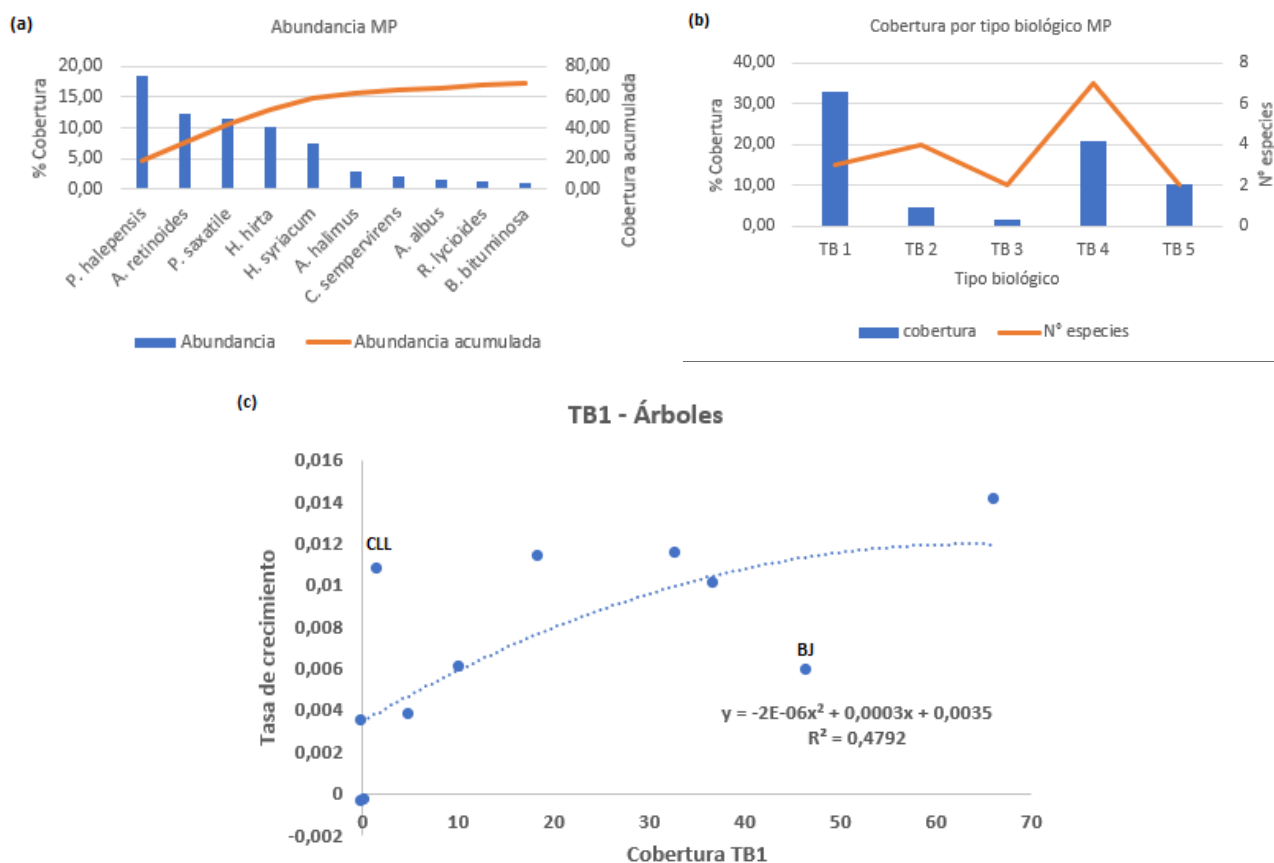 (a)
Abundancia MP
% Cobertura
20,00
15,00
10,00
5,00
0,00
80,00
60,00
40,00
20,00
0,00
Cobertura acumulada
P. halepensis
A. retinoides
P. saxatile
H. hirta
H. syriacum
A. halimus
C. sempervirens
A. albus
R. lycioides
B. bituminosa
Abundancia
Abundancia acumulada
(b)
Cobertura por tipo biológico MP
% Cobertura
40,00
30,00
20,00
10,00
0,00
8
6
4
2
0
N° especies
TB 1 TB 2 TB 3 TB 4 TB 5
Tipo biológico
cobertura
N° especies
(c)
TB1 - Árboles
Tasa de crecimiento
0,016
0,014
0,012
0,01
0,008
0,006
0,004
0,002
0
-0,002
CLL
BJ
y = -2E-06x² + 0,0003x + 0,0035
R² = 0,4792
0 10 20 30 40 50 60 70
Cobertura TB1